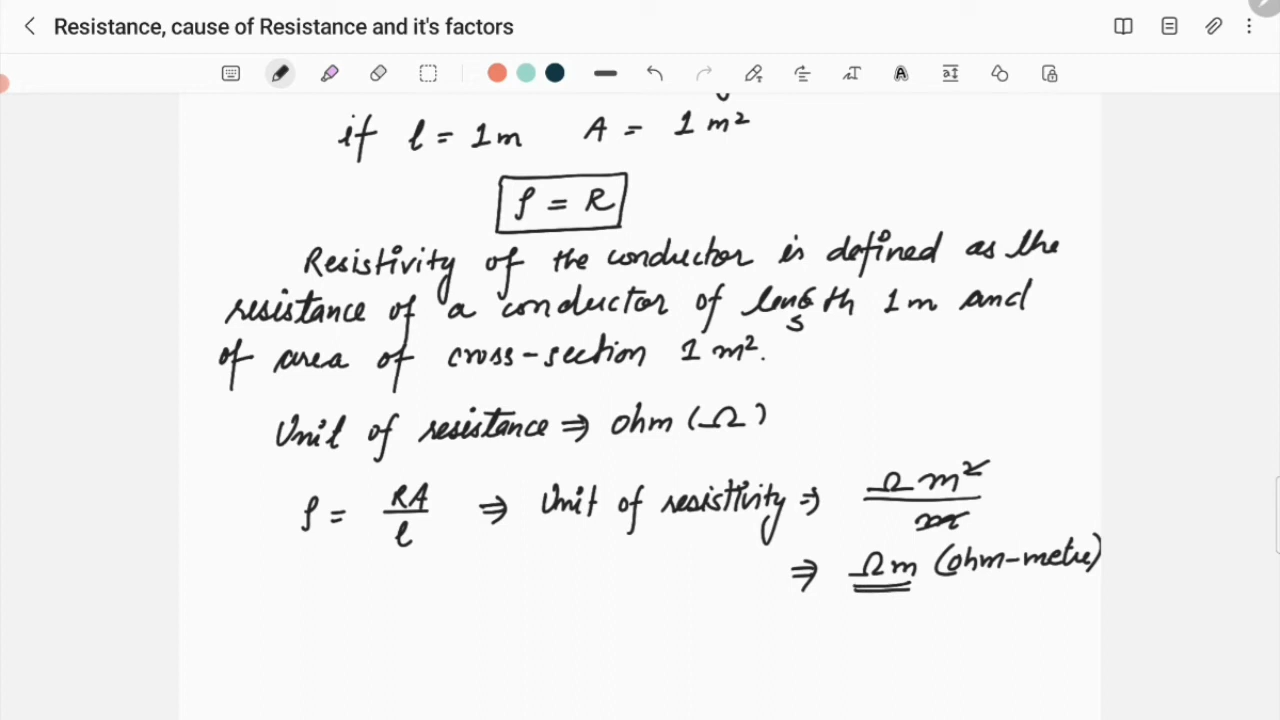 Resistance, cause of Resistance and it's factors
if l = 1m A = 1 m²
ρ = R
Resistivity of the conductor is defined as the
resistance of a conductor of length 1m and
of area of cross-section 1 m².
Unit of resistance ⇒ ohm (Ω)
ρ = RA/l ⇒ Unit of resistivity ⇒ Ω m²/m
⇒ Ωm (ohm-metre)